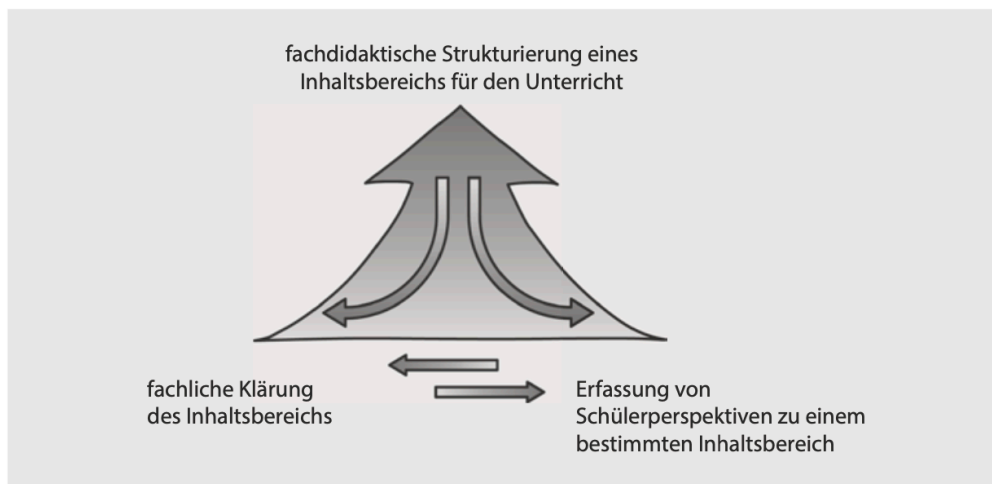 fachdidaktische Strukturierung eines
Inhaltsbereichs für den Unterricht
fachliche Klärung
des Inhaltsbereichs
Erfassung von
Schülerperspektiven zu einem
bestimmten Inhaltsbereich